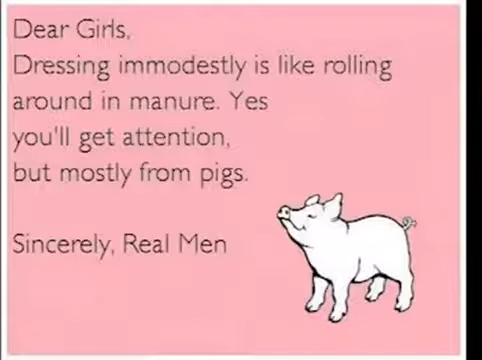 Dear Girls,
Dressing immodestly is like rolling
around in manure. Yes
you'll get attention,
but mostly from pigs.
Sincerely, Real Men